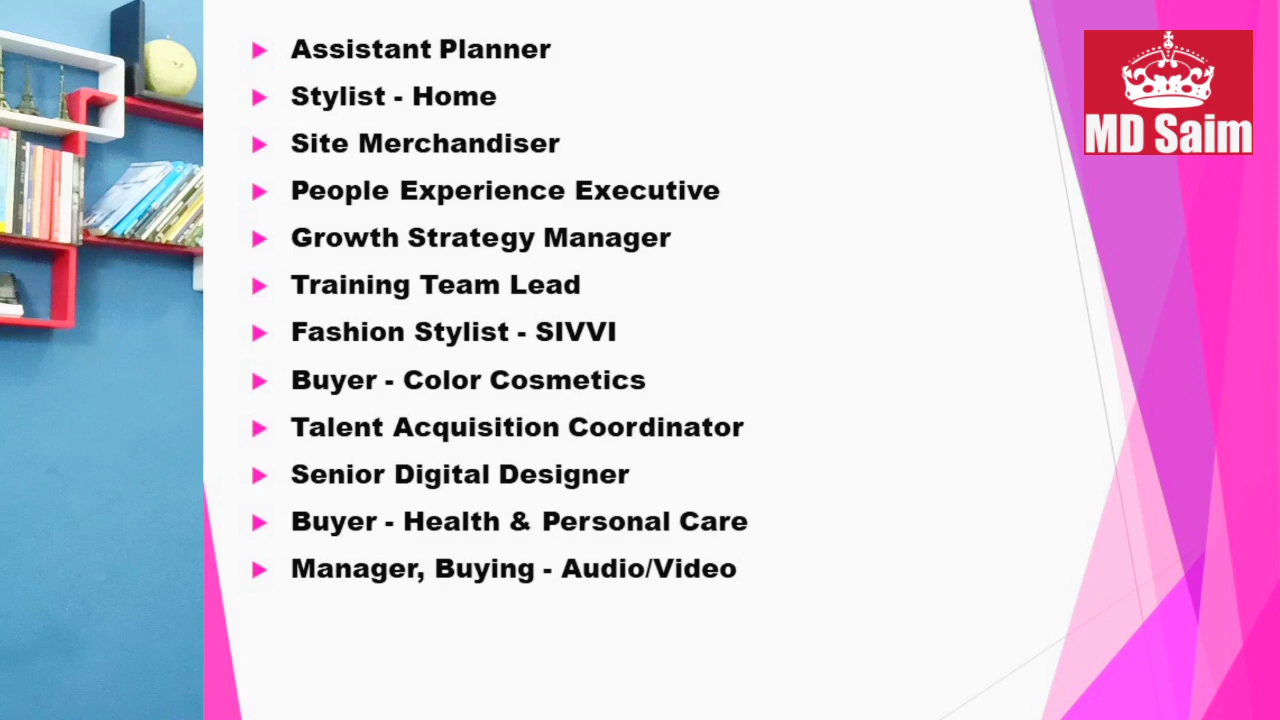 Assistant Planner
Stylist - Home
Site Merchandiser
People Experience Executive
Growth Strategy Manager
Training Team Lead
Fashion Stylist - SIVVI
Buyer - Color Cosmetics
Talent Acquisition Coordinator
Senior Digital Designer
Buyer - Health & Personal Care
Manager, Buying - Audio/Video
MD Saim